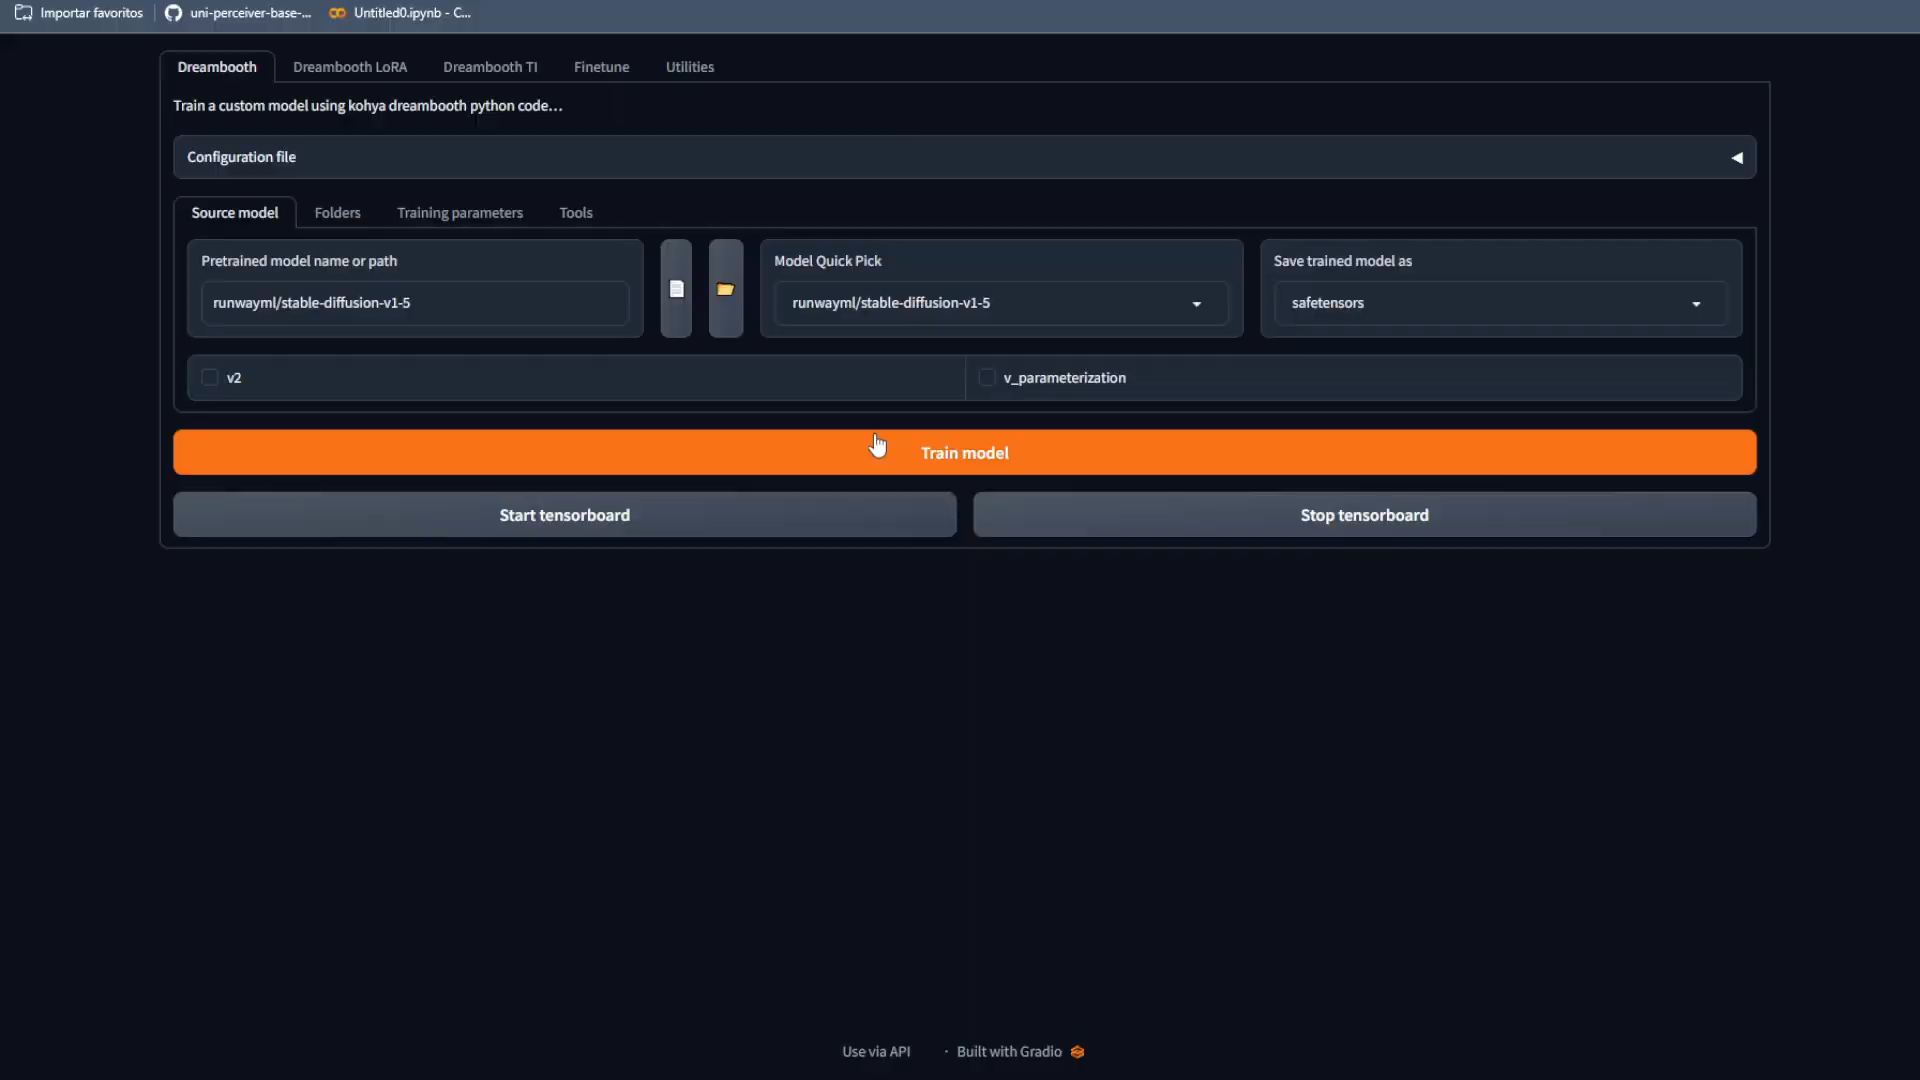 Importar favoritos
uni-perceiver-base-...
Untitled0.ipynb - C...
Dreambooth
Dreambooth LoRA
Dreambooth TI
Finetune
Utilities
Train a custom model using kohya dreambooth python code...
Configuration file
Source model
Folders
Training parameters
Tools
Pretrained model name or path
Model Quick Pick
Save trained model as
runwayml/stable-diffusion-v1-5
runwayml/stable-diffusion-v1-5
safetensors
v2
v_parameterization
Train model
Start tensorboard
Stop tensorboard
Use via API · Built with Gradio